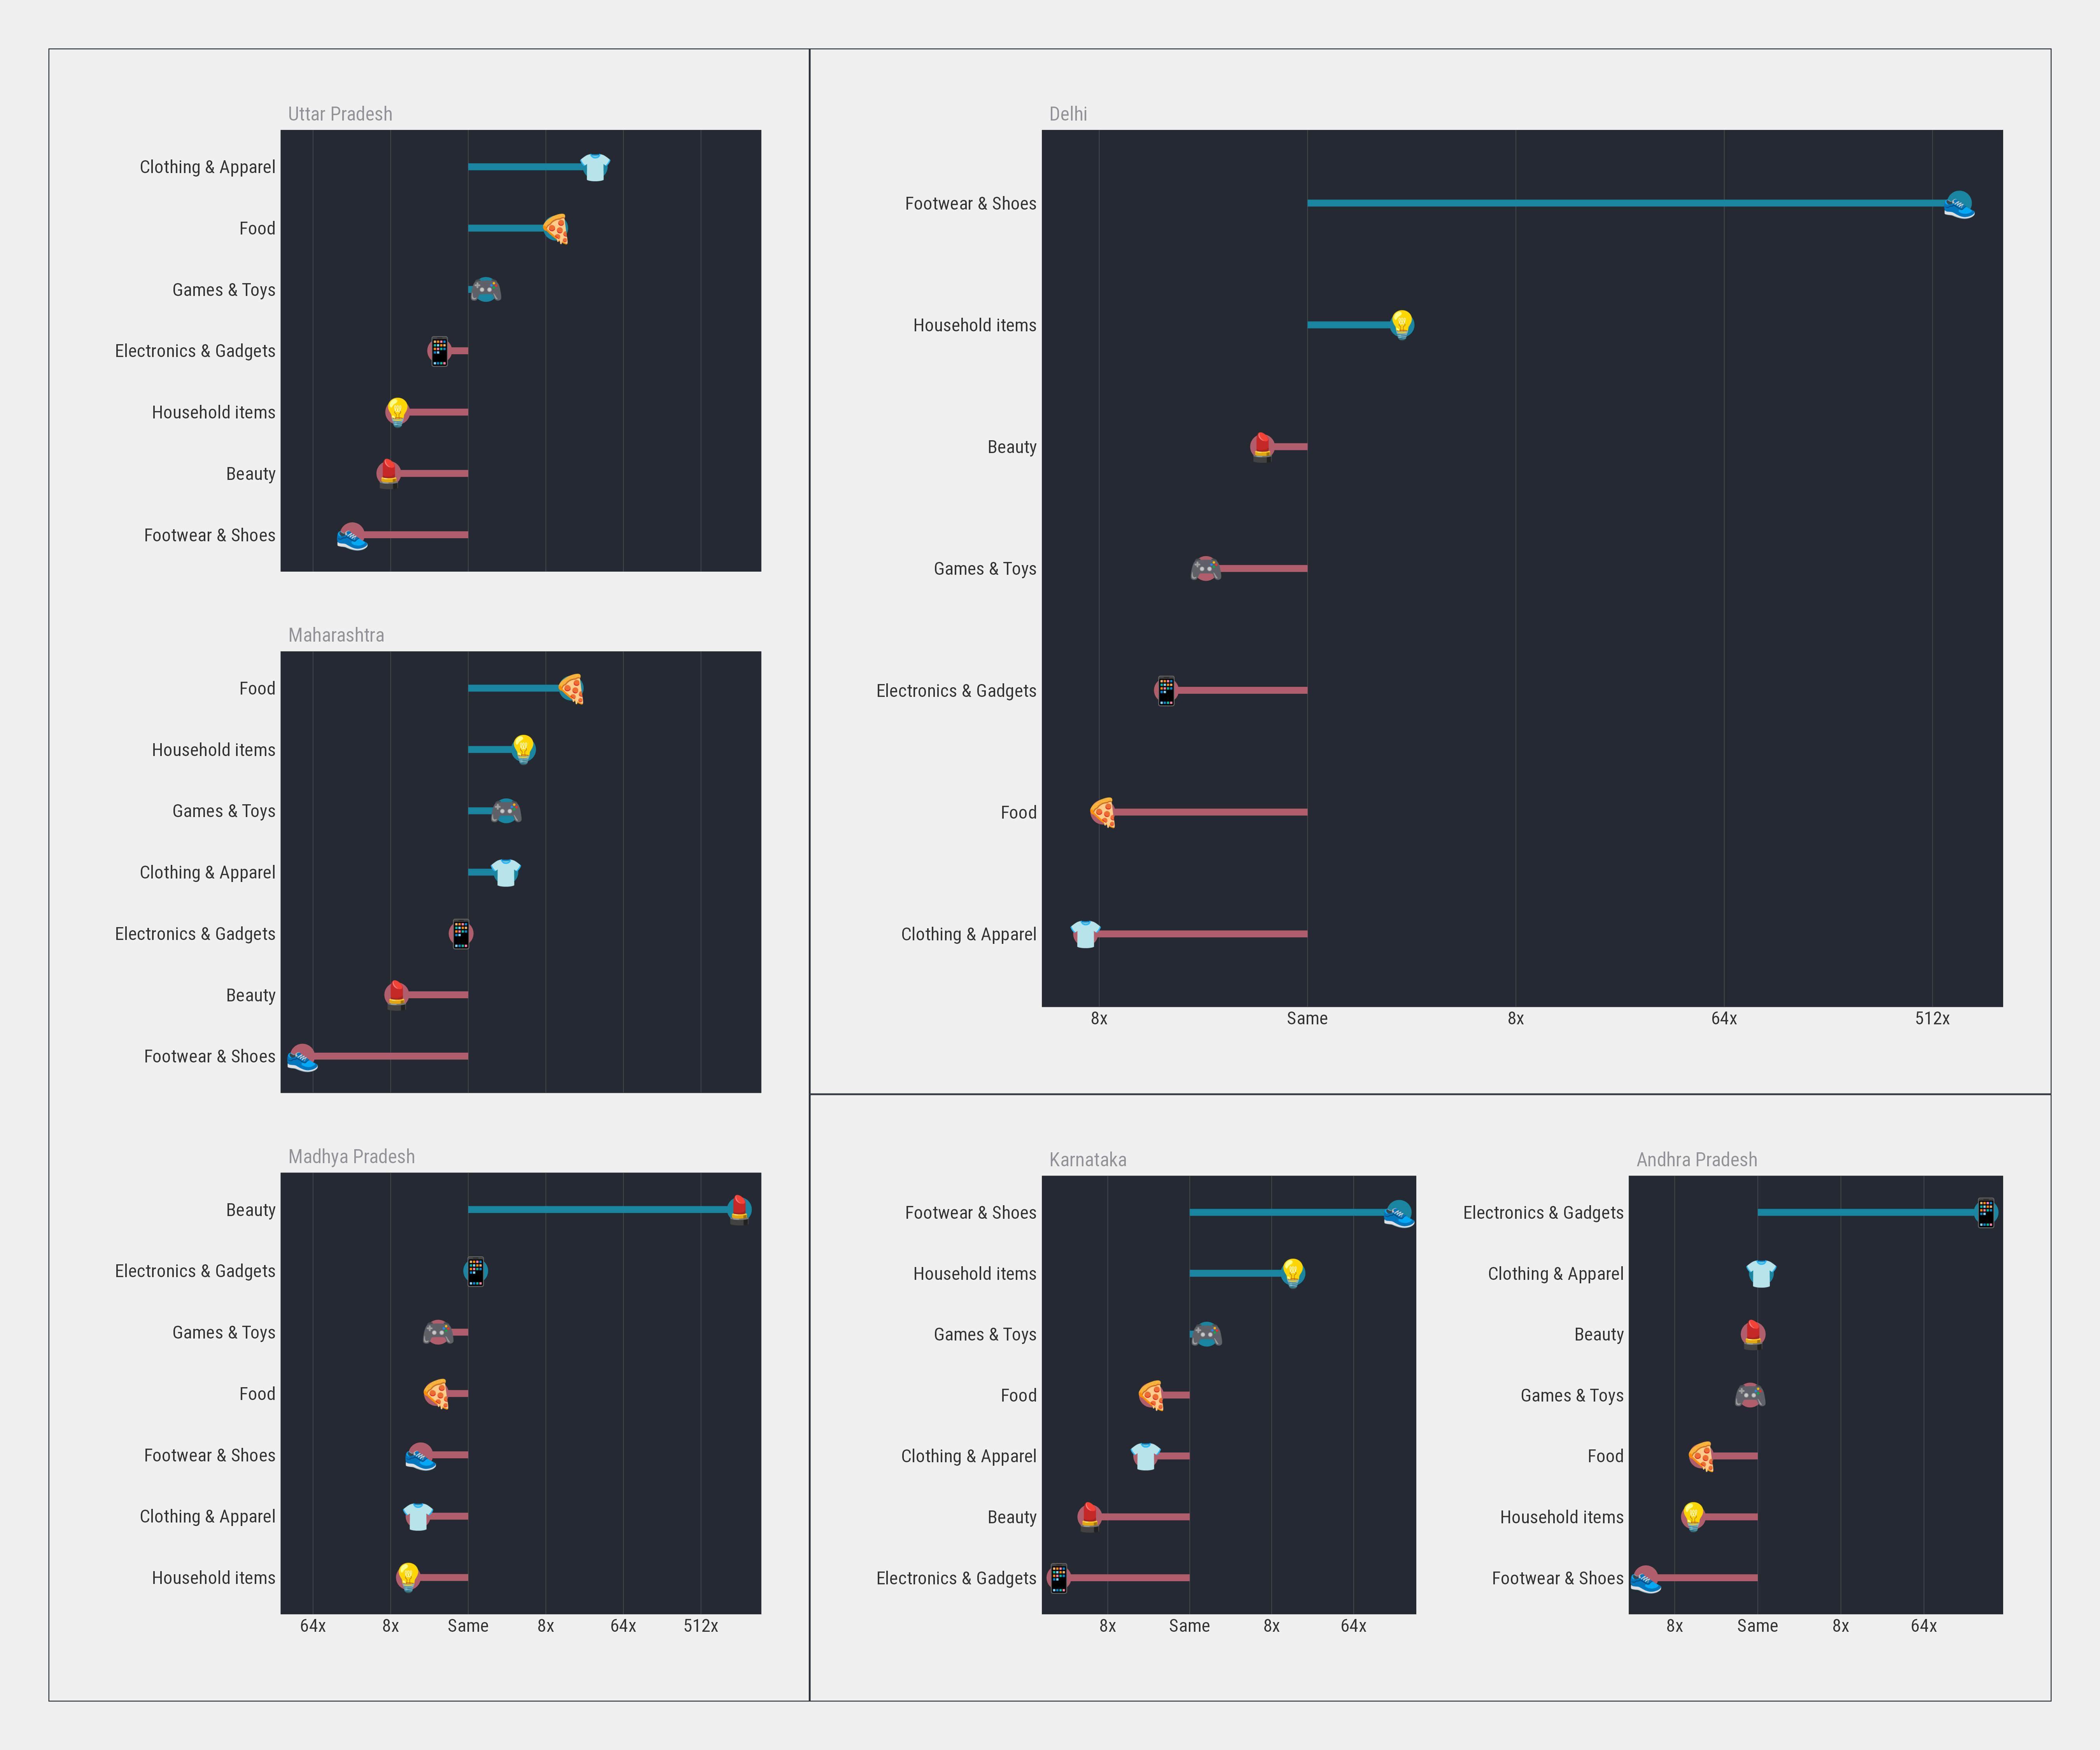 Uttar Pradesh
Clothing & Apparel
Food
Games & Toys
Electronics & Gadgets
Household items
Beauty
Footwear & Shoes
Maharashtra
Food
Household items
Games & Toys
Clothing & Apparel
Electronics & Gadgets
Beauty
Footwear & Shoes
Madhya Pradesh
Beauty
Electronics & Gadgets
Games & Toys
Food
Footwear & Shoes
Clothing & Apparel
Household items
64x 8x Same 8x 64x 512x
Delhi
Footwear & Shoes
Household items
Beauty
Games & Toys
Electronics & Gadgets
Food
Clothing & Apparel
8x Same 8x 64x 512x
Karnataka
Footwear & Shoes
Household items
Games & Toys
Food
Clothing & Apparel
Beauty
Electronics & Gadgets
8x Same 8x 64x
Andhra Pradesh
Electronics & Gadgets
Clothing & Apparel
Beauty
Games & Toys
Food
Household items
Footwear & Shoes
8x Same 8x 64x